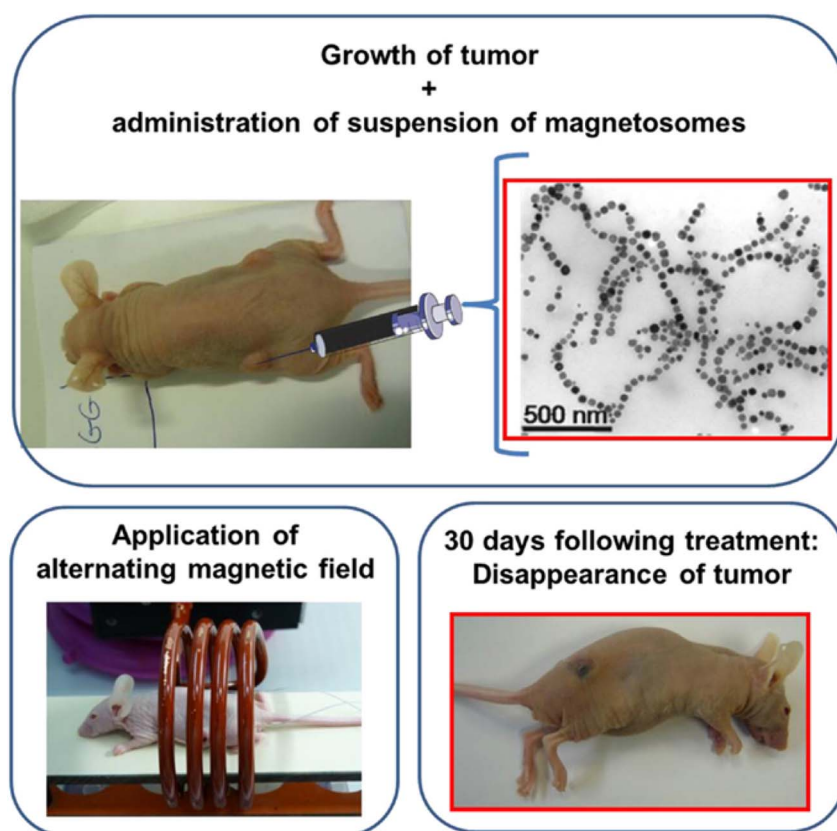 Growth of tumor
+
administration of suspension of magnetosomes
GG
500 nm
Application of
alternating magnetic field
30 days following treatment:
Disappearance of tumor